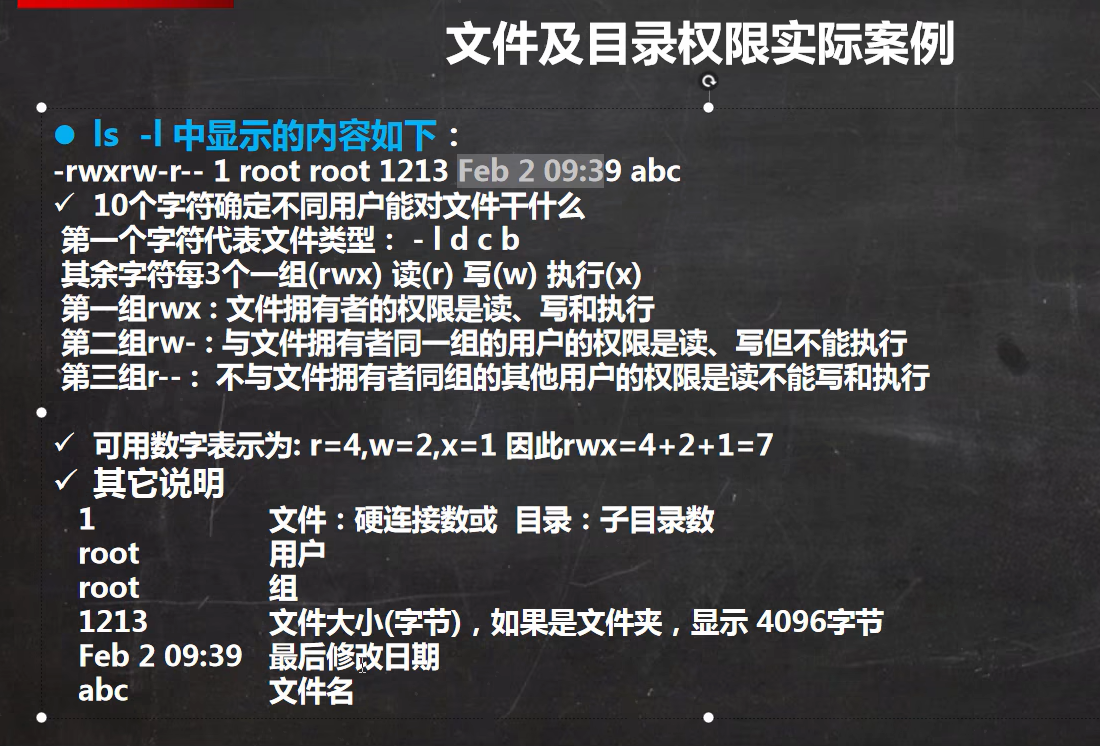 文件及目录权限实际案例
● ls -l 中显示的内容如下：
-rwxrw-r-- 1 root root 1213 Feb 2 09:39 abc
✓ 10个字符确定不同用户能对文件干什么
第一个字符代表文件类型： - l d c b
其余字符每3个一组(rwx) 读(r) 写(w) 执行(x)
第一组rwx : 文件拥有者的权限是读、写和执行
第二组rw- : 与文件拥有者同一组的用户的权限是读、写但不能执行
第三组r-- ： 不与文件拥有者同组的其他用户的权限是读不能写和执行
✓ 可用数字表示为: r=4,w=2,x=1 因此rwx=4+2+1=7
✓ 其它说明
1 文件：硬连接数或 目录：子目录数
root 用户
root 组
1213 文件大小(字节)，如果是文件夹，显示 4096字节
Feb 2 09:39 最后修改日期
abc 文件名